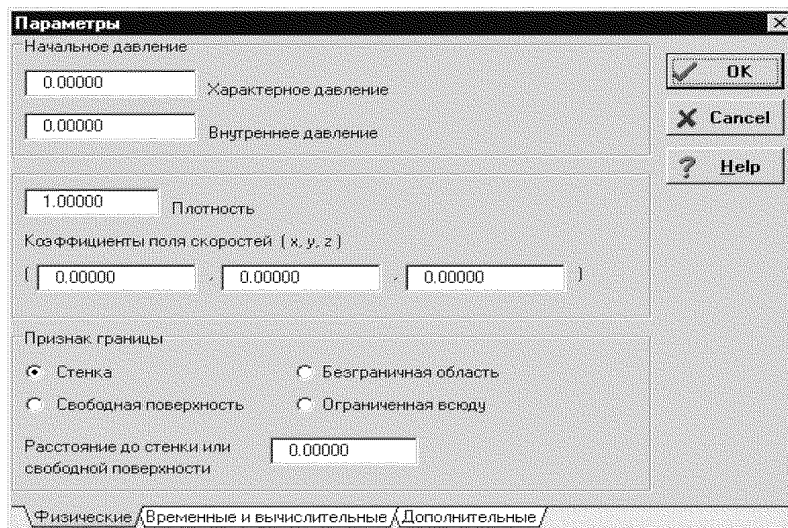 Параметры
Начальное давление
0.00000 Характерное давление
0.00000 Внутреннее давление
OK
Cancel
Help
1.00000 Плотность
Коэффициенты поля скоростей ( x, y, z )
( 0.00000 , 0.00000 , 0.00000 )
Признак границы
Стенка Безграничная область
Свободная поверхность Ограниченная всюду
Расстояние до стенки или 0.00000
свободной поверхности
Физические Временные и вычислительные Дополнительные